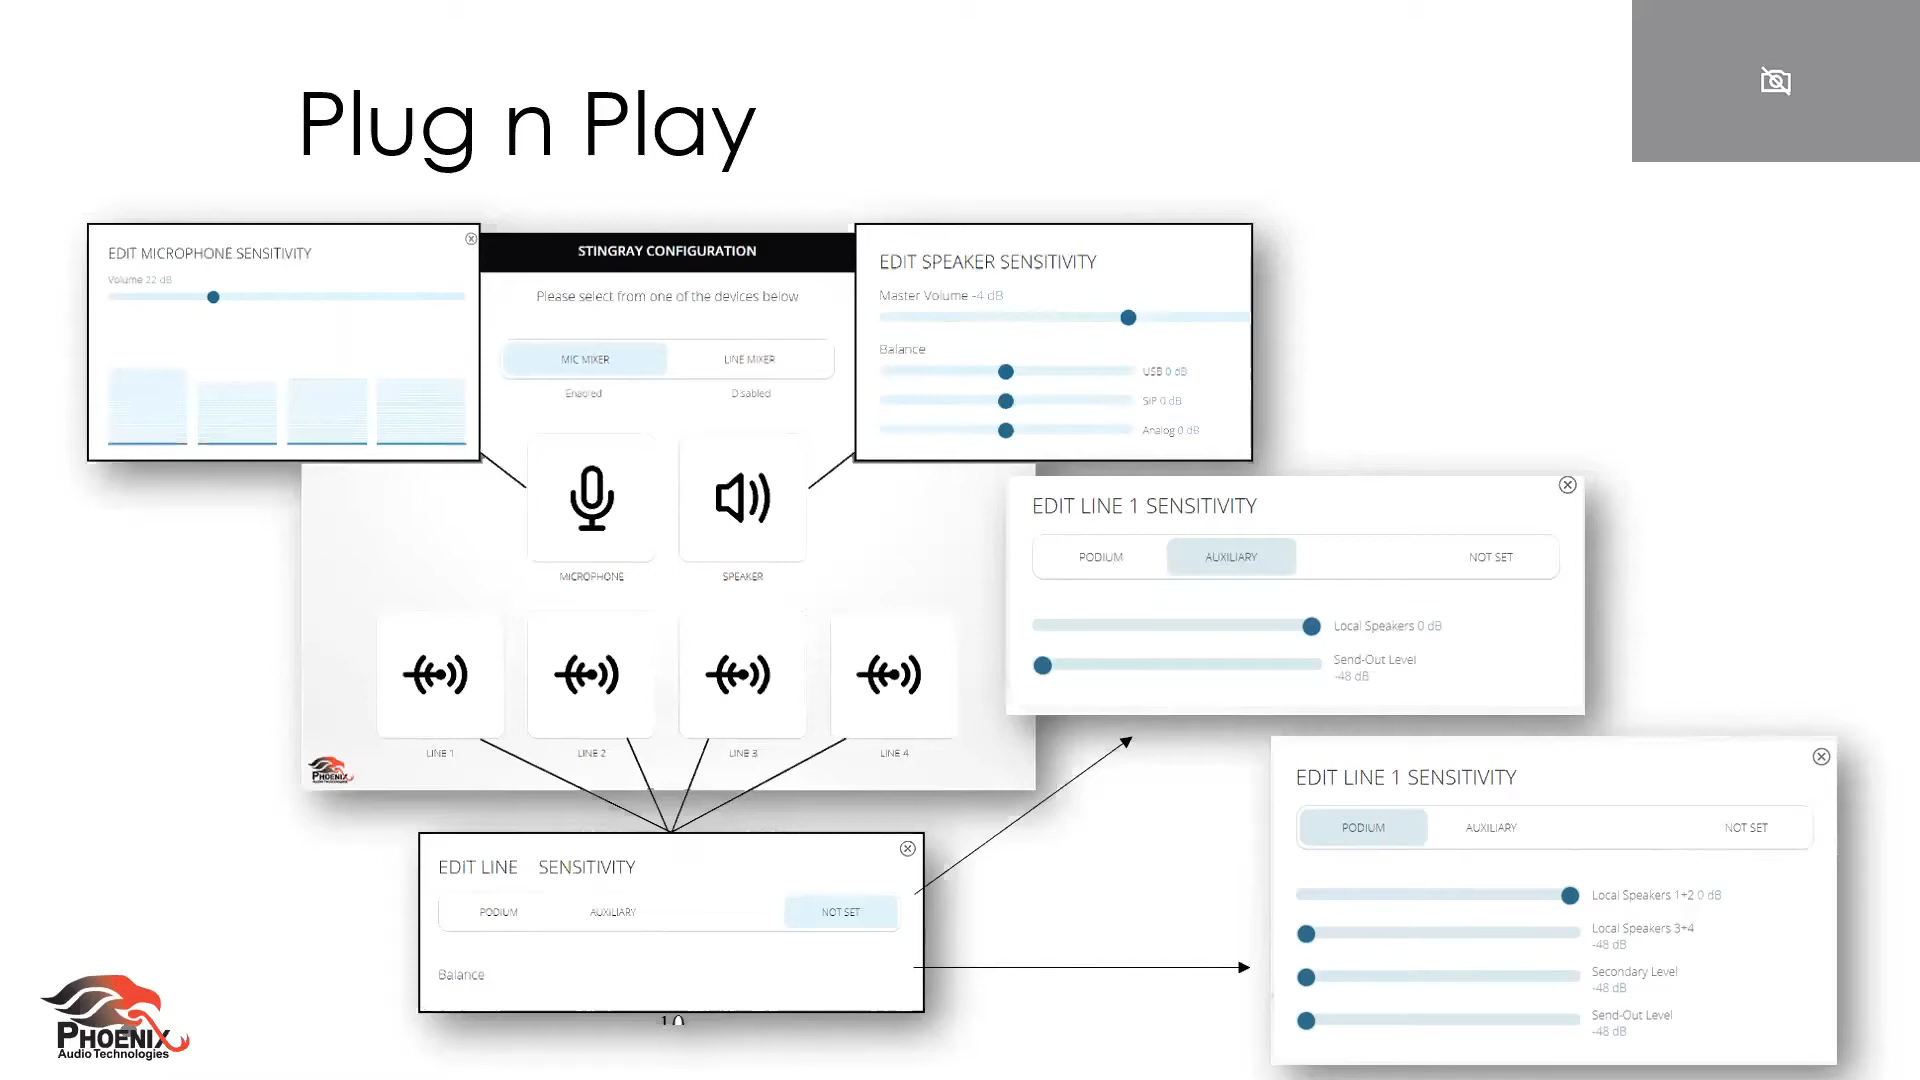 Plug n Play
EDIT MICROPHONE SENSITIVITY
Volume 22 dB
STINGRAY CONFIGURATION
Please select from one of the devices below
MIC MIXER
LINE MIXER
Enabled
Disabled
MICROPHONE
SPEAKER
LINE 1
LINE 2
LINE 3
LINE 4
PHOENIX
Audio Technologies
EDIT SPEAKER SENSITIVITY
Master Volume -4 dB
Balance
USB 0 dB
SIP 0 dB
Analog 0 dB
EDIT LINE 1 SENSITIVITY
PODIUM
AUXILIARY
NOT SET
Local Speakers 0 dB
Send-Out Level
-48 dB
EDIT LINE SENSITIVITY
PODIUM
AUXILIARY
NOT SET
Balance
EDIT LINE 1 SENSITIVITY
PODIUM
AUXILIARY
NOT SET
Local Speakers 1+2 0 dB
Local Speakers 3+4
-48 dB
Secondary Level
-48 dB
Send-Out Level
-48 dB
PHOENIX
Audio Technologies